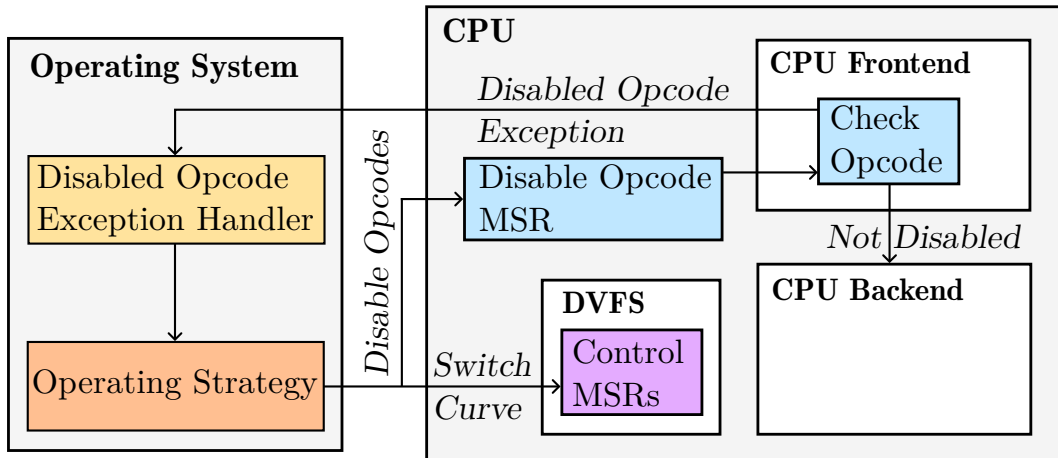 Operating System
Disabled Opcode
Exception Handler
Operating Strategy
Disable Opcodes
CPU
Disabled Opcode
Exception
Disable Opcode
MSR
Switch
Curve
DVFS
Control
MSRs
CPU Frontend
Check
Opcode
Not Disabled
CPU Backend